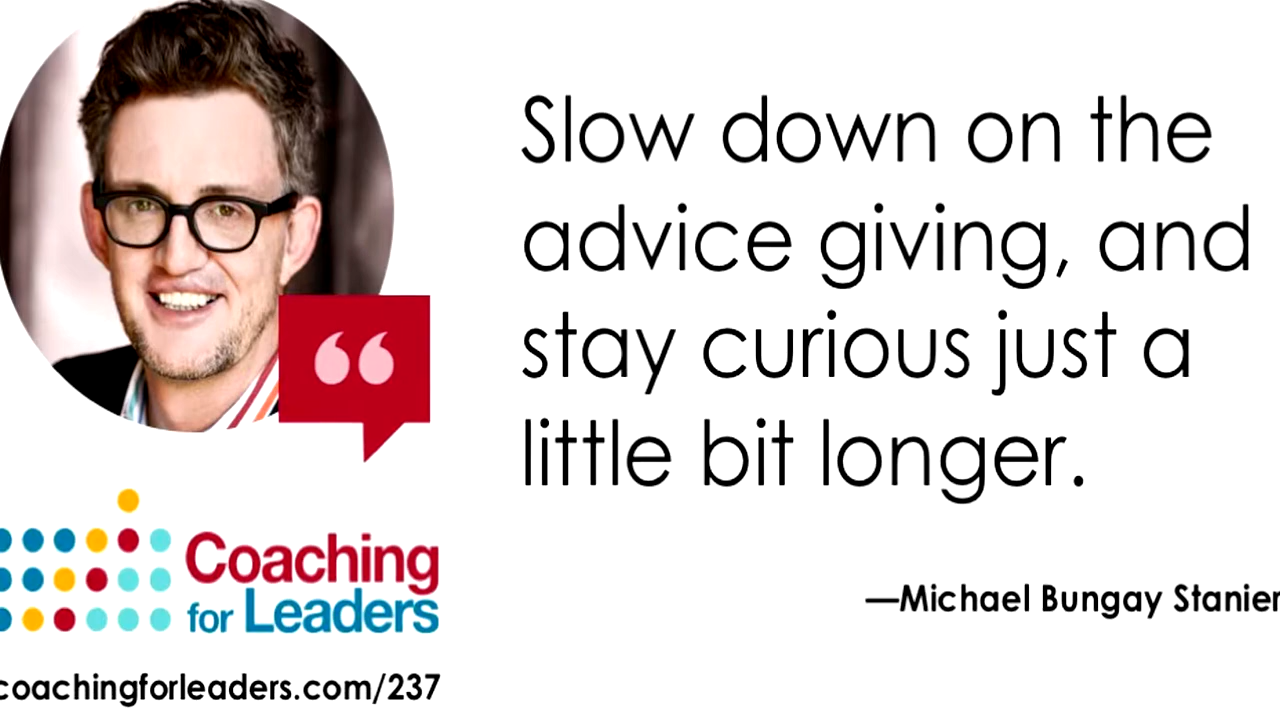 Slow down on the
advice giving, and
stay curious just a
little bit longer.
—Michael Bungay Stanier
Coaching
for Leaders
coachingforleaders.com/237